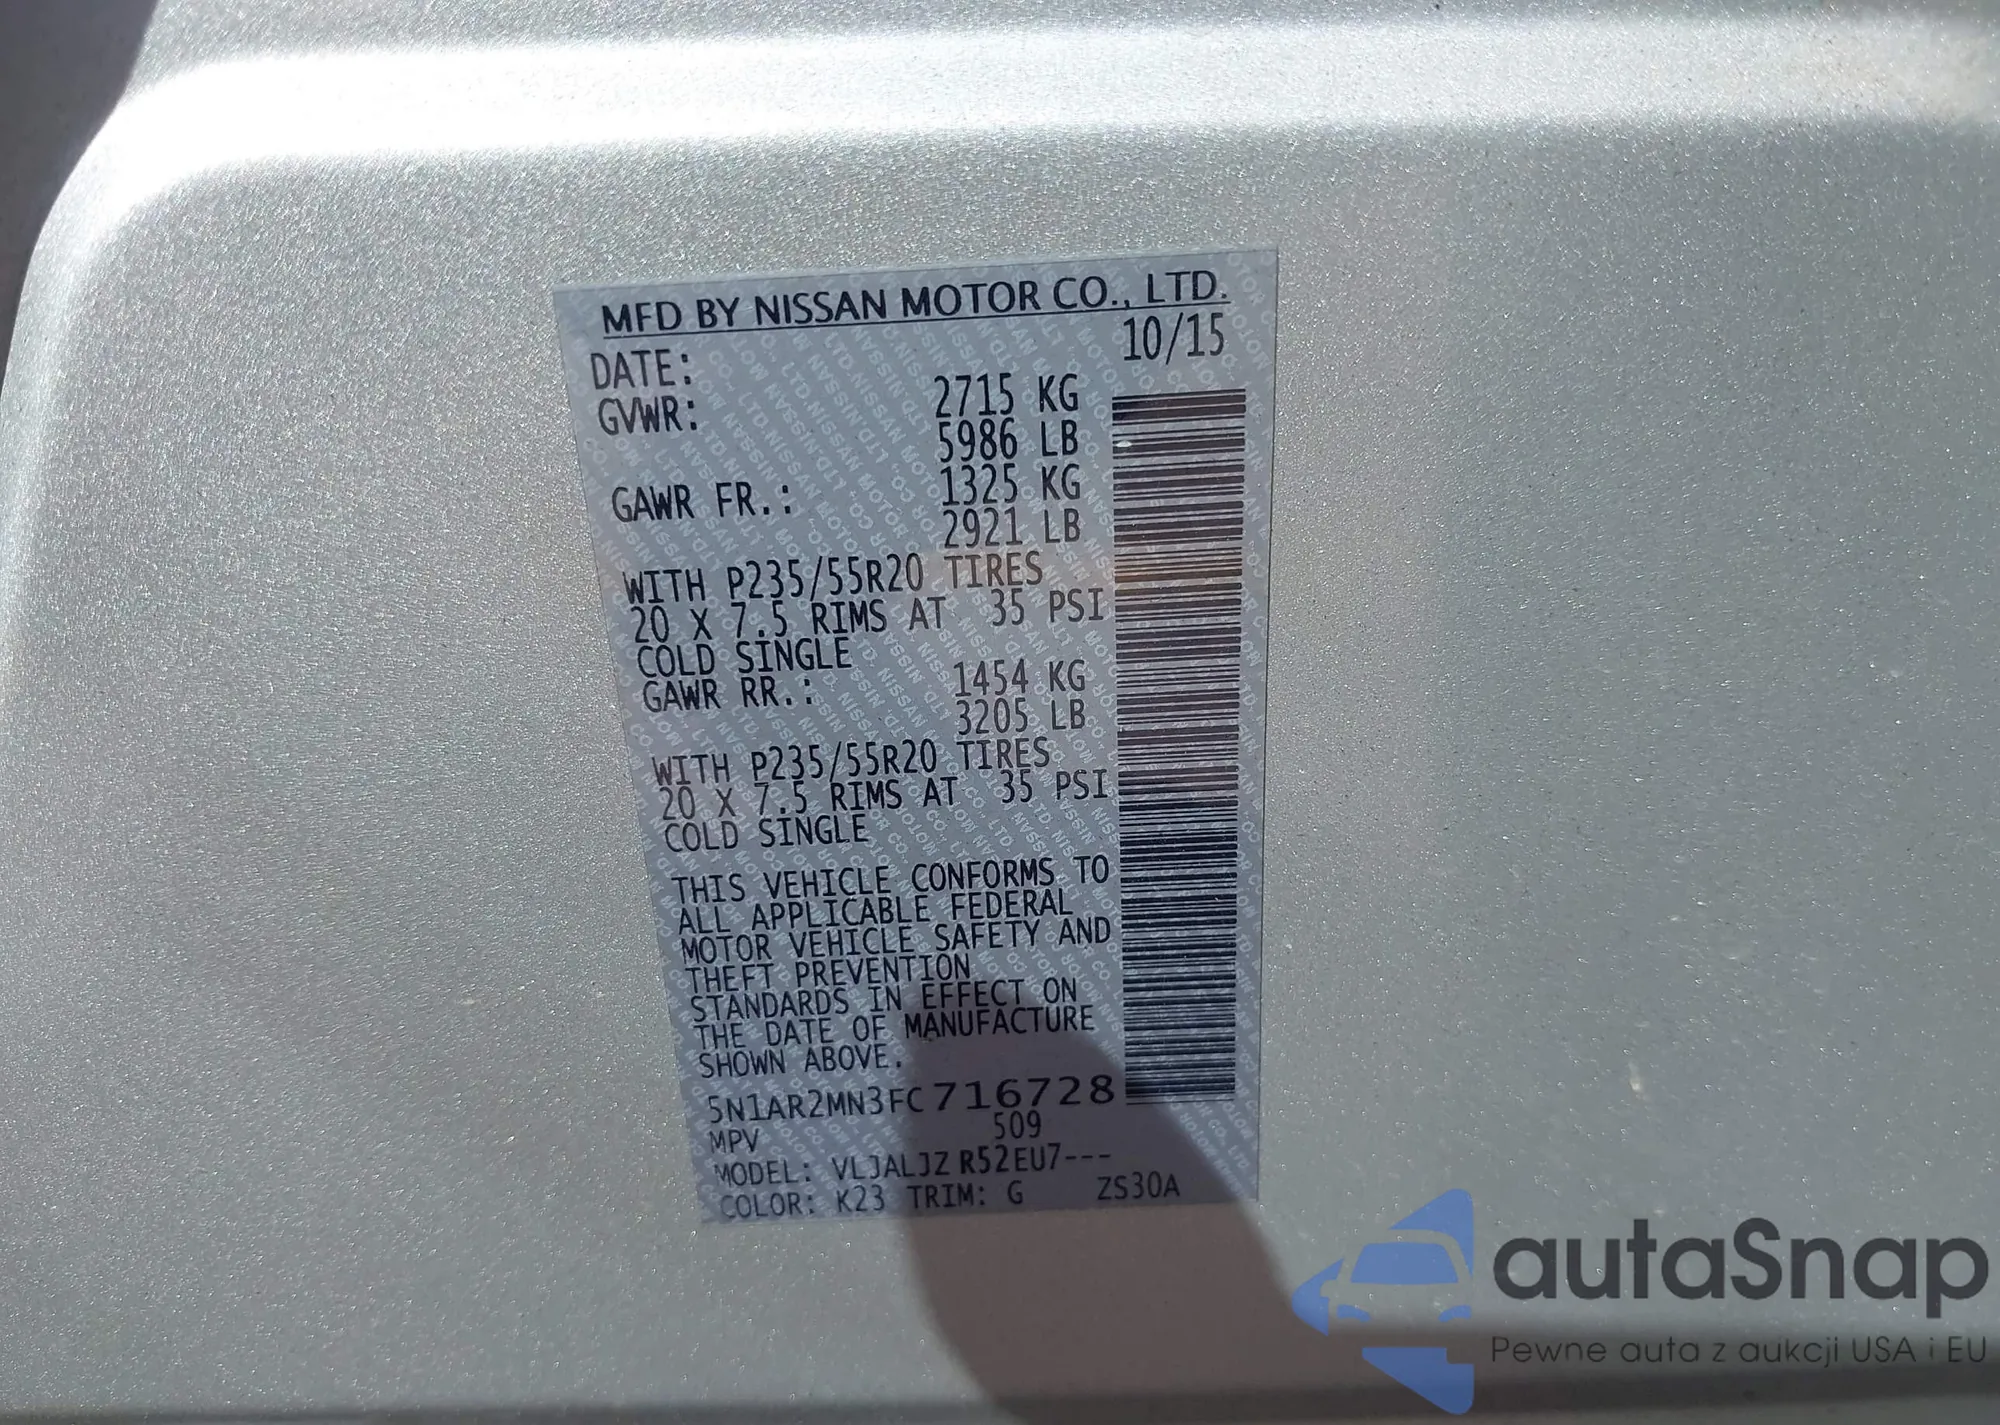 MFD BY NISSAN MOTOR CO., LTD.
DATE: 10/15
GVWR: 2715 KG
5986 LB
GAWR FR.: 1325 KG
2921 LB
WITH P235/55R20 TIRES
20 X 7.5 RIMS AT 35 PSI
COLD SINGLE
GAWR RR.: 1454 KG
3205 LB
WITH P235/55R20 TIRES
20 X 7.5 RIMS AT 35 PSI
COLD SINGLE
THIS VEHICLE CONFORMS TO
ALL APPLICABLE FEDERAL
MOTOR VEHICLE SAFETY AND
THEFT PREVENTION
STANDARDS IN EFFECT ON
THE DATE OF MANUFACTURE
SHOWN ABOVE.
5N1AR2MN3FC716728
MPV 509
MODEL: VLJALJZ R52EU7---
COLOR: K23 TRIM: G ZS30A
autaSnap
Pewne auta z aukcji USA i EU